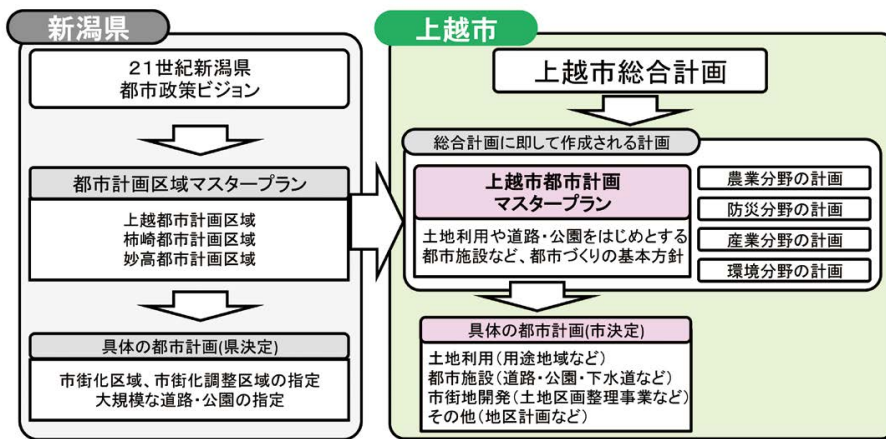 新潟県
21世紀新潟県
都市政策ビジョン
都市計画区域マスタープラン
上越都市計画区域
柿崎都市計画区域
妙高都市計画区域
具体の都市計画(県決定)
市街化区域、市街化調整区域の指定
大規模な道路・公園の指定
上越市
上越市総合計画
総合計画に即して作成される計画
上越市都市計画
マスタープラン
土地利用や道路・公園をはじめとする
都市施設など、都市づくりの基本方針
農業分野の計画
防災分野の計画
産業分野の計画
環境分野の計画
具体の都市計画(市決定)
土地利用(用途地域など)
都市施設(道路・公園・下水道など)
市街地開発(土地区画整理事業など)
その他(地区計画など)